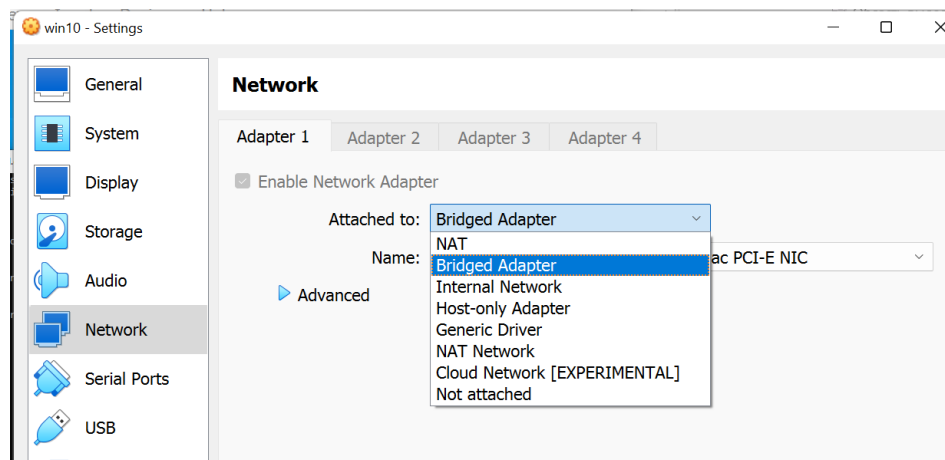 win10 - Settings
General
System
Display
Storage
Audio
Network
Serial Ports
USB
Network
Adapter 1 Adapter 2 Adapter 3 Adapter 4
Enable Network Adapter
Attached to: Bridged Adapter
NAT
Name: ac PCI-E NIC
Bridged Adapter
Internal Network
Advanced
Host-only Adapter
Generic Driver
NAT Network
Cloud Network [EXPERIMENTAL]
Not attached